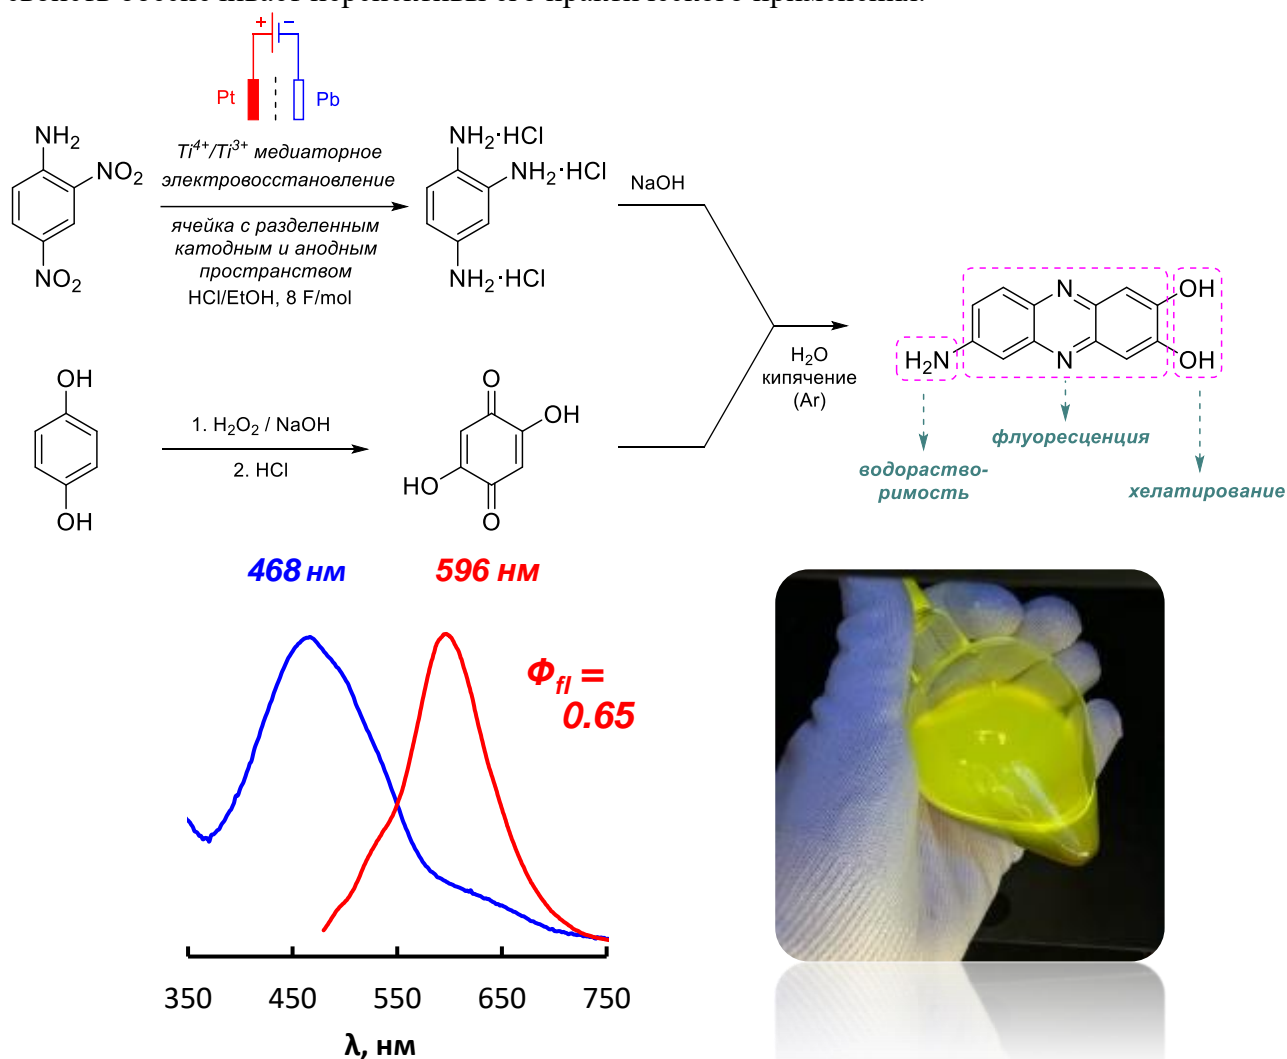 + −
Pt Pb
NH₂
NO₂
NO₂
Ti⁴⁺/Ti³⁺ медиаторное
электровосстановление
ячейка с разделенным
катодным и анодным
пространством
HCl/EtOH, 8 F/mol
NH₂·HCl
NH₂·HCl
NH₂·HCl
NaOH
H₂O
кипячение
(Ar)
N
N
OH
OH
H₂N
флуоресценция
водораство-
римость
хелатирование
OH
OH
1. H₂O₂ / NaOH
2. HCl
O
OH
HO
O
468 нм 596 нм
Φfl =
0.65
350 450 550 650 750
λ, нм